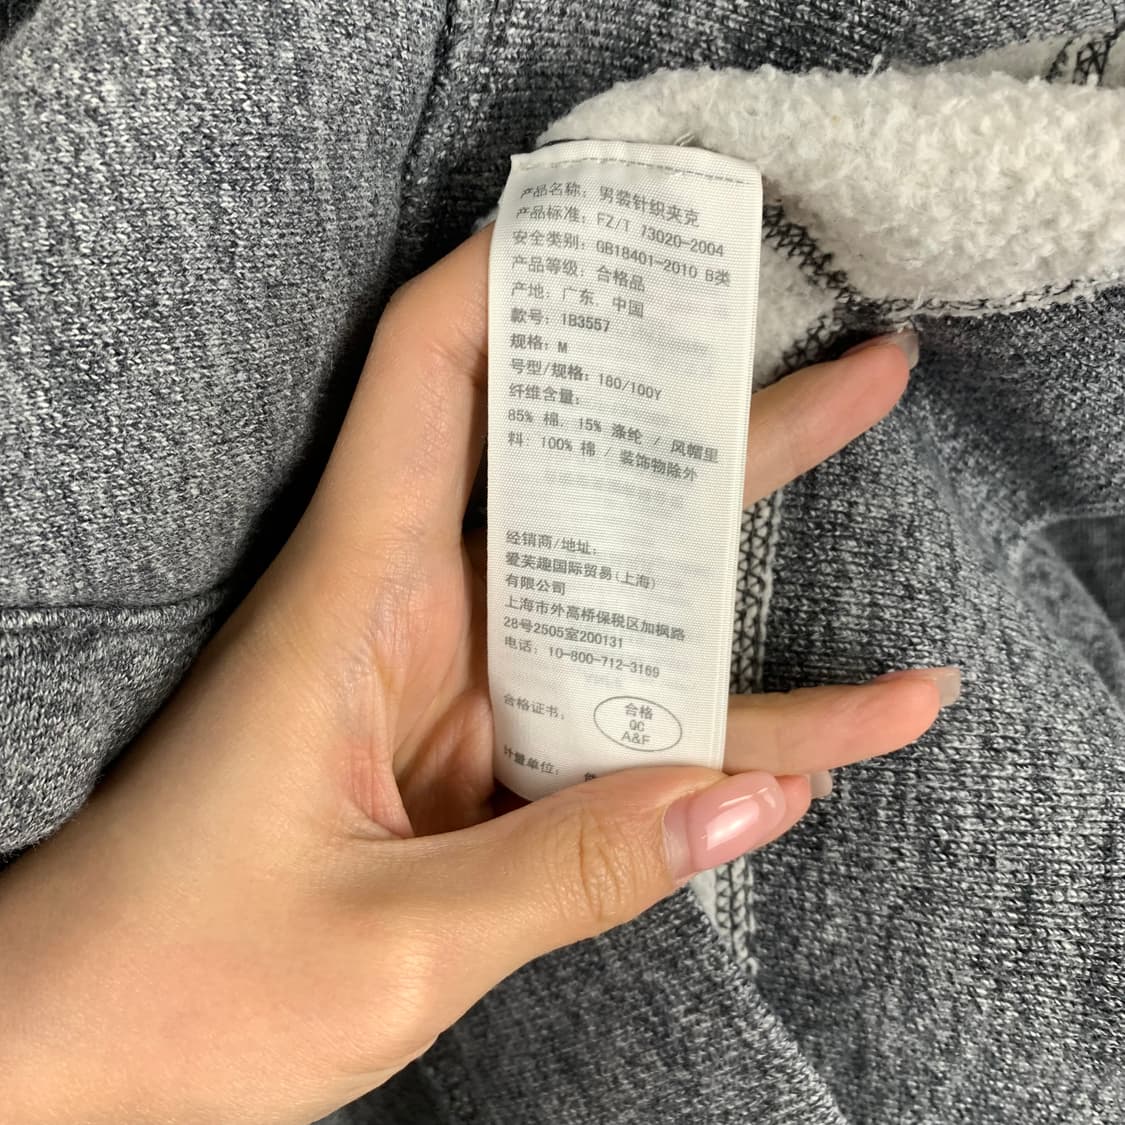 产品名称: 男装针织夹克
产品标准: FZ/T 73020-2004
安全类别: GB18401-2010 B类
产品等级: 合格品
产地: 广东, 中国
款号: 1B3557
规格: M
号型/规格: 180/100Y
纤维含量:
85% 棉, 15% 涤纶 / 风帽里
料: 100% 棉 / 装饰物除外
经销商/地址:
爱芙趣国际贸易(上海)
有限公司
上海市外高桥保税区加枫路
28号2505室200131
电话: 10-800-712-3169
合格证书:
合格
QC
A&F
计量单位: